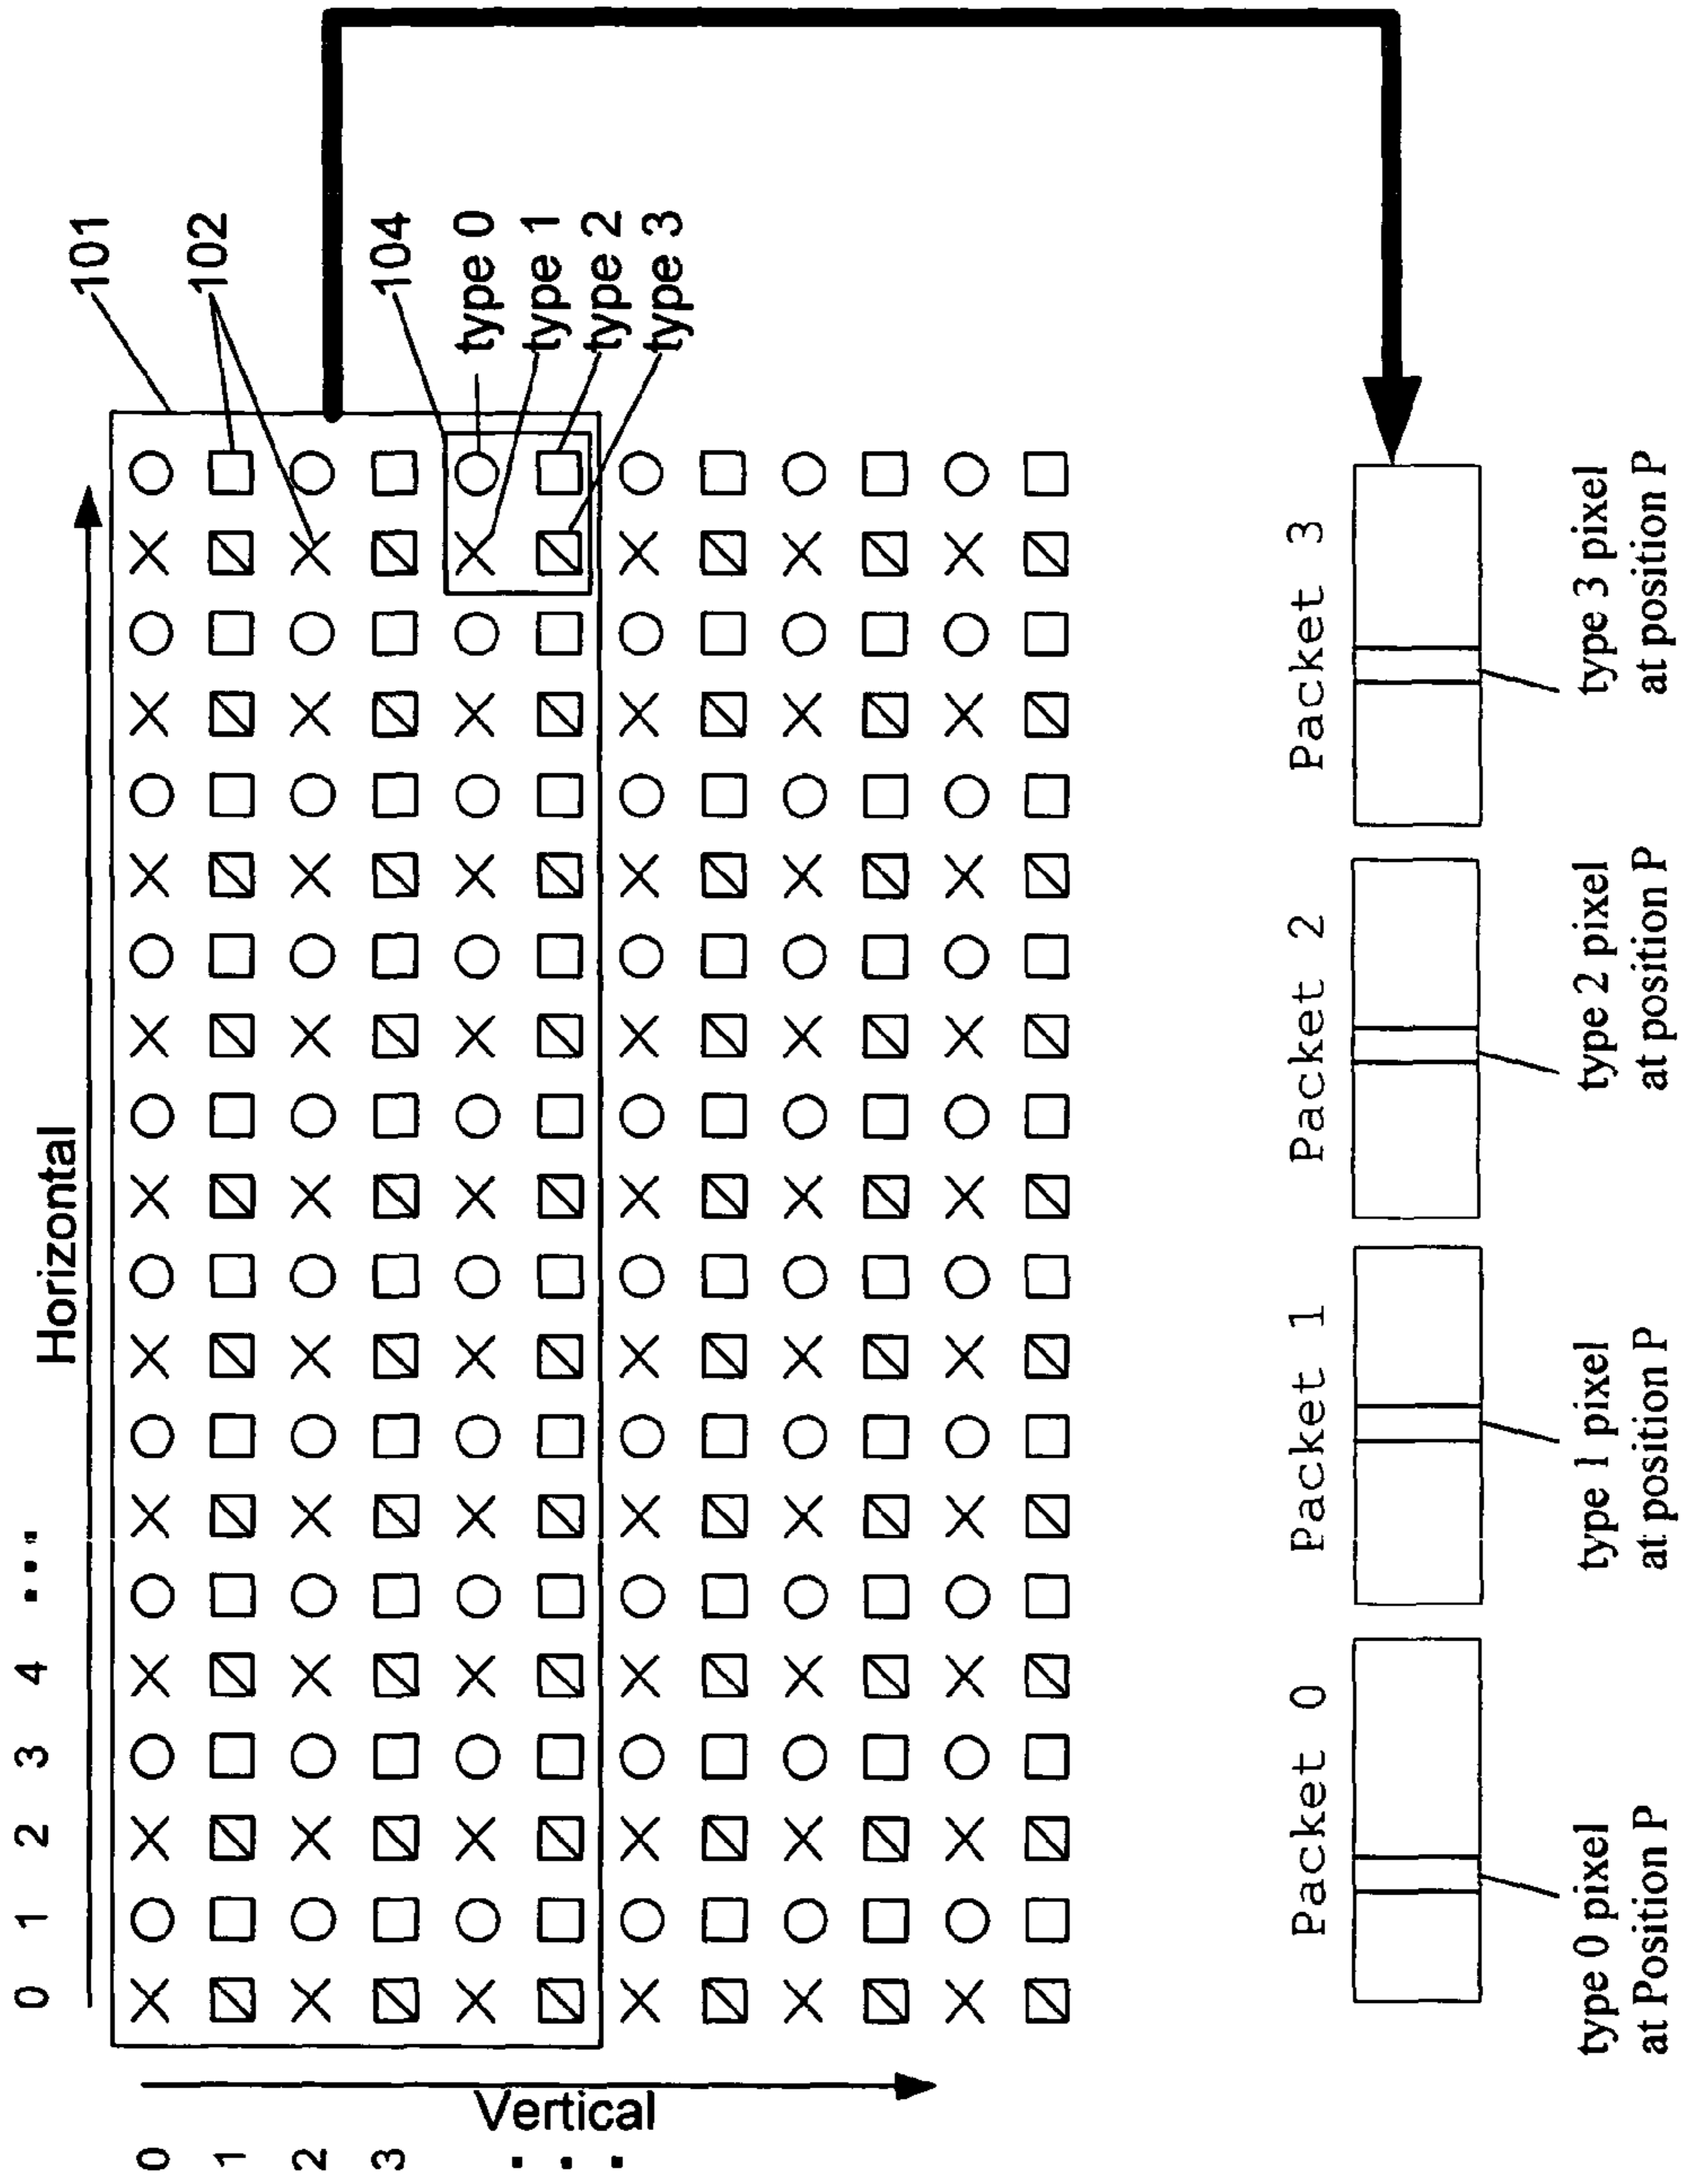 Horizontal
0 1 2 3 4 ...
Vertical
0
1
2
3
...
101
102
104
type 0
type 1
type 2
type 3
Packet 0
Packet 1
Packet 2
Packet 3
type 0 pixel
at Position P
type 1 pixel
at position P
type 2 pixel
at position P
type 3 pixel
at position P